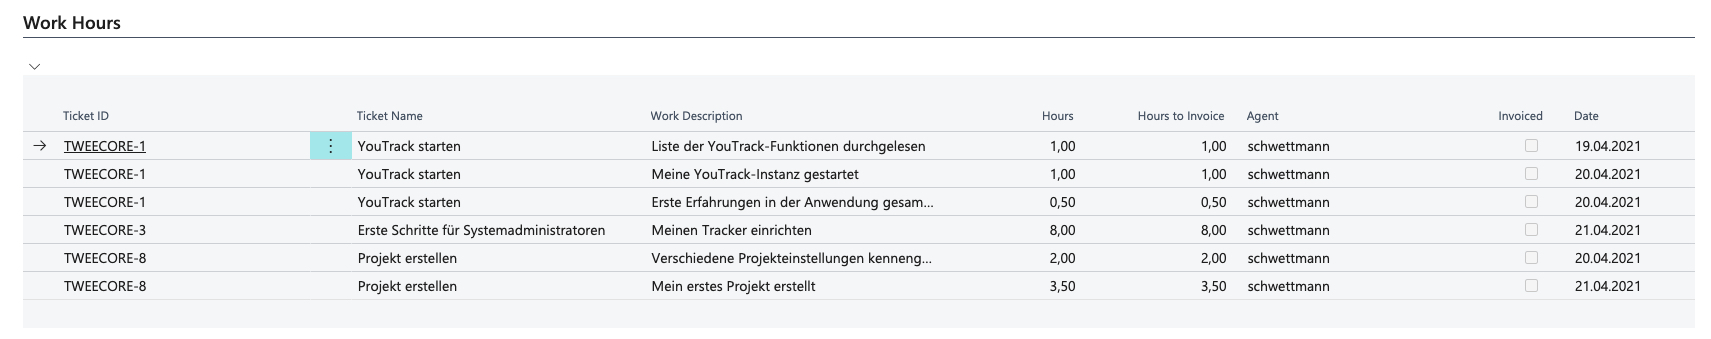 Work Hours
Ticket ID Ticket Name Work Description Hours Hours to Invoice Agent Invoiced Date
TWEECORE-1 YouTrack starten Liste der YouTrack-Funktionen durchgelesen 1,00 1,00 schwettmann 19.04.2021
TWEECORE-1 YouTrack starten Meine YouTrack-Instanz gestartet 1,00 1,00 schwettmann 20.04.2021
TWEECORE-1 YouTrack starten Erste Erfahrungen in der Anwendung gesam... 0,50 0,50 schwettmann 20.04.2021
TWEECORE-3 Erste Schritte für Systemadministratoren Meinen Tracker einrichten 8,00 8,00 schwettmann 21.04.2021
TWEECORE-8 Projekt erstellen Verschiedene Projekteinstellungen kenneng... 2,00 2,00 schwettmann 20.04.2021
TWEECORE-8 Projekt erstellen Mein erstes Projekt erstellt 3,50 3,50 schwettmann 21.04.2021